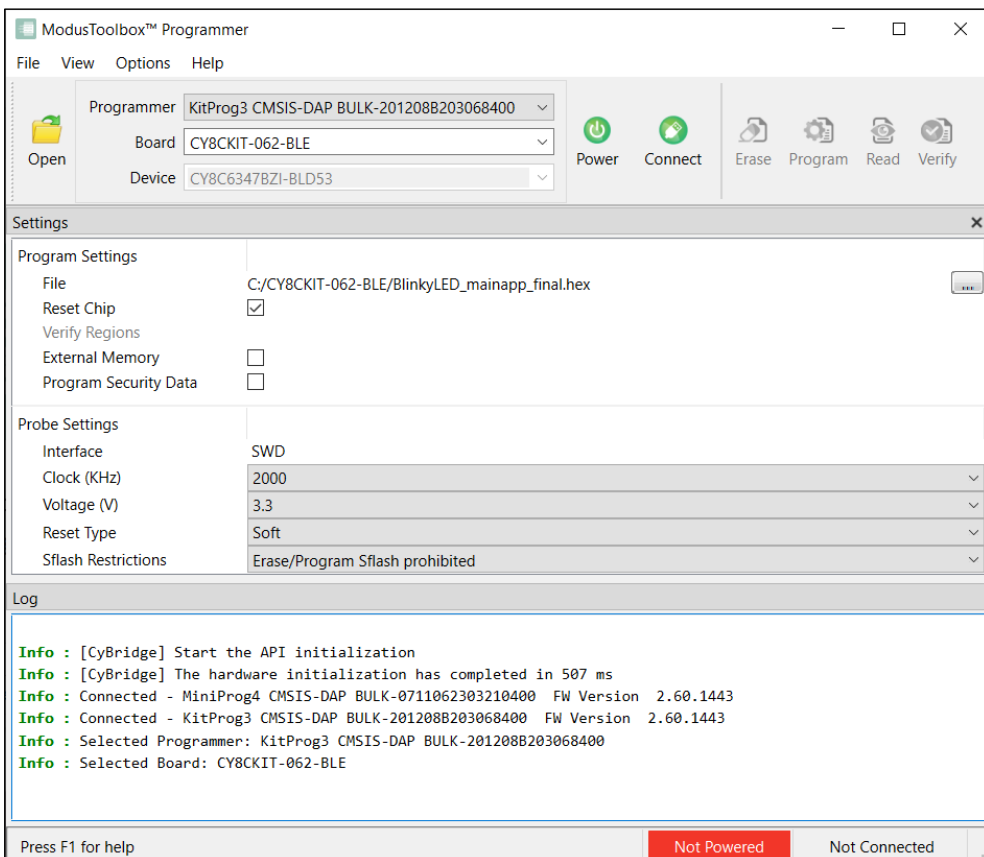 ModusToolbox™ Programmer
File View Options Help
Open
Programmer KitProg3 CMSIS-DAP BULK-201208B203068400
Board CY8CKIT-062-BLE
Device CY8C6347BZI-BLD53
Power Connect Erase Program Read Verify
Settings
Program Settings
File C:/CY8CKIT-062-BLE/BlinkyLED_mainapp_final.hex ...
Reset Chip
Verify Regions
External Memory
Program Security Data
Probe Settings
Interface SWD
Clock (KHz) 2000
Voltage (V) 3.3
Reset Type Soft
Sflash Restrictions Erase/Program Sflash prohibited
Log
Info : [CyBridge] Start the API initialization
Info : [CyBridge] The hardware initialization has completed in 507 ms
Info : Connected - MiniProg4 CMSIS-DAP BULK-0711062303210400 FW Version 2.60.1443
Info : Connected - KitProg3 CMSIS-DAP BULK-201208B203068400 FW Version 2.60.1443
Info : Selected Programmer: KitProg3 CMSIS-DAP BULK-201208B203068400
Info : Selected Board: CY8CKIT-062-BLE
Press F1 for help Not Powered Not Connected